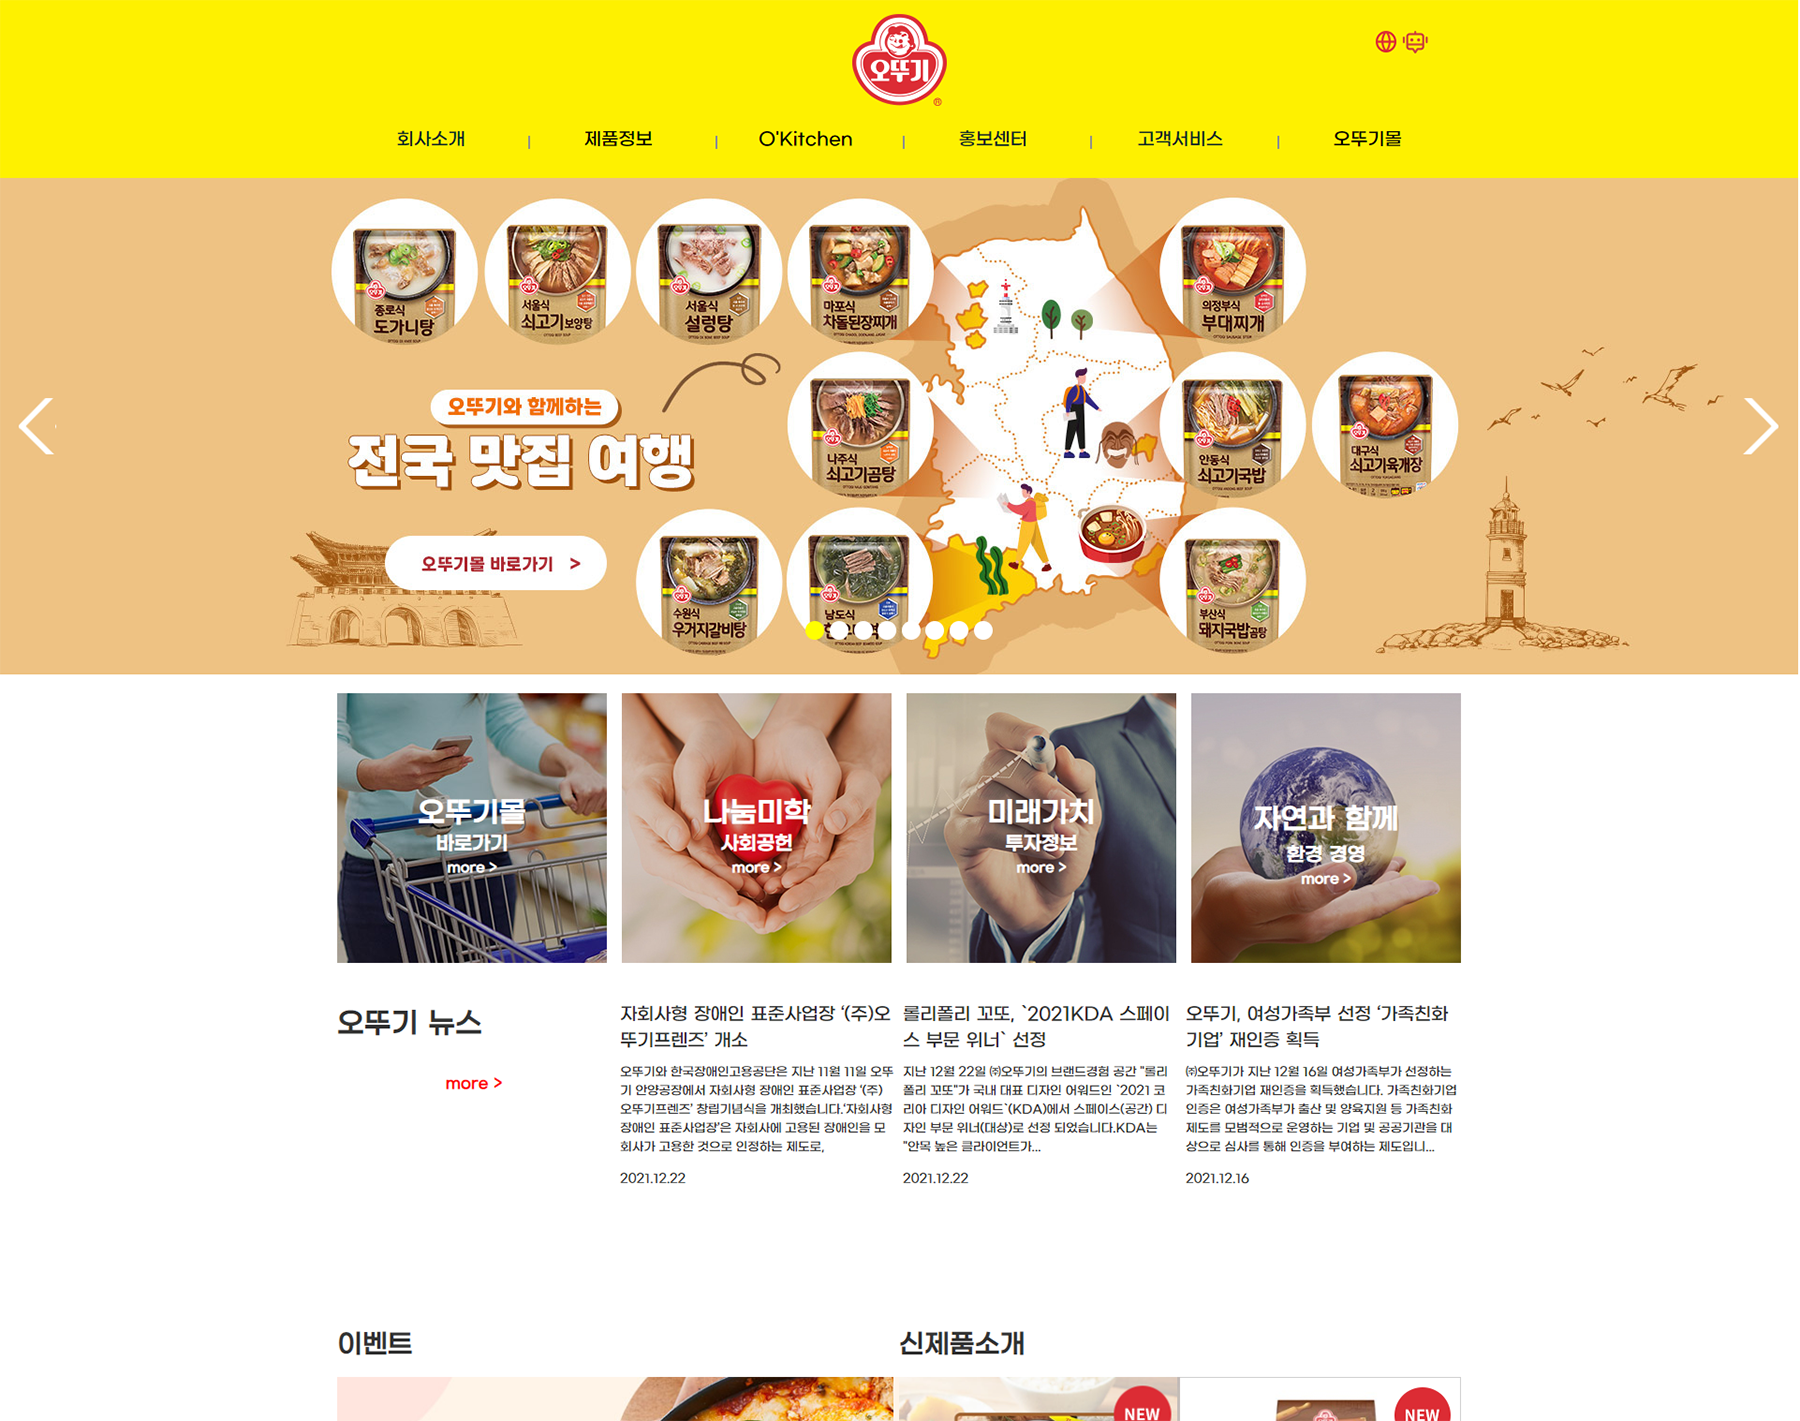 오뚜기
회사소개
제품정보
O'Kitchen
홍보센터
고객서비스
오뚜기몰
종로식
도가니탕
서울식
쇠고기보양탕
서울식
설렁탕
마포식
차돌된장찌개
의정부식
부대찌개
오뚜기와 함께하는
전국 맛집 여행
나주식
쇠고기곰탕
안동식
쇠고기국밥
대구식
쇠고기육개장
오뚜기몰 바로가기 >
수원식
우거지갈비탕
남도식
부산식
돼지국밥곰탕
오뚜기몰
바로가기
more >
나눔미학
사회공헌
more >
미래가치
투자정보
more >
자연과 함께
환경 경영
more >
오뚜기 뉴스
more >
자회사형 장애인 표준사업장 ‘(주)오
뚜기프렌즈’ 개소
오뚜기와 한국장애인고용공단은 지난 11월 11일 오뚜
기 안양공장에서 자회사형 장애인 표준사업장 ‘(주)
오뚜기프렌즈’ 창립기념식을 개최했습니다.‘자회사형
장애인 표준사업장’은 자회사에 고용된 장애인을 모
회사가 고용한 것으로 인정하는 제도로,
2021.12.22
롤리폴리 꼬또, `2021KDA 스페이
스 부문 위너` 선정
지난 12월 22일 ㈜오뚜기의 브랜드경험 공간 "롤리
폴리 꼬또"가 국내 대표 디자인 어워드인 `2021 코
리아 디자인 어워드`(KDA)에서 스페이스(공간) 디
자인 부문 위너(대상)로 선정 되었습니다.KDA는
"안목 높은 클라이언트가...
2021.12.22
오뚜기, 여성가족부 선정 ‘가족친화
기업’ 재인증 획득
㈜오뚜기가 지난 12월 16일 여성가족부가 선정하는
가족친화기업 재인증을 획득했습니다. 가족친화기업
인증은 여성가족부가 출산 및 양육지원 등 가족친화
제도를 모범적으로 운영하는 기업 및 공공기관을 대
상으로 심사를 통해 인증을 부여하는 제도입니...
2021.12.16
이벤트
신제품소개
NEW
NEW